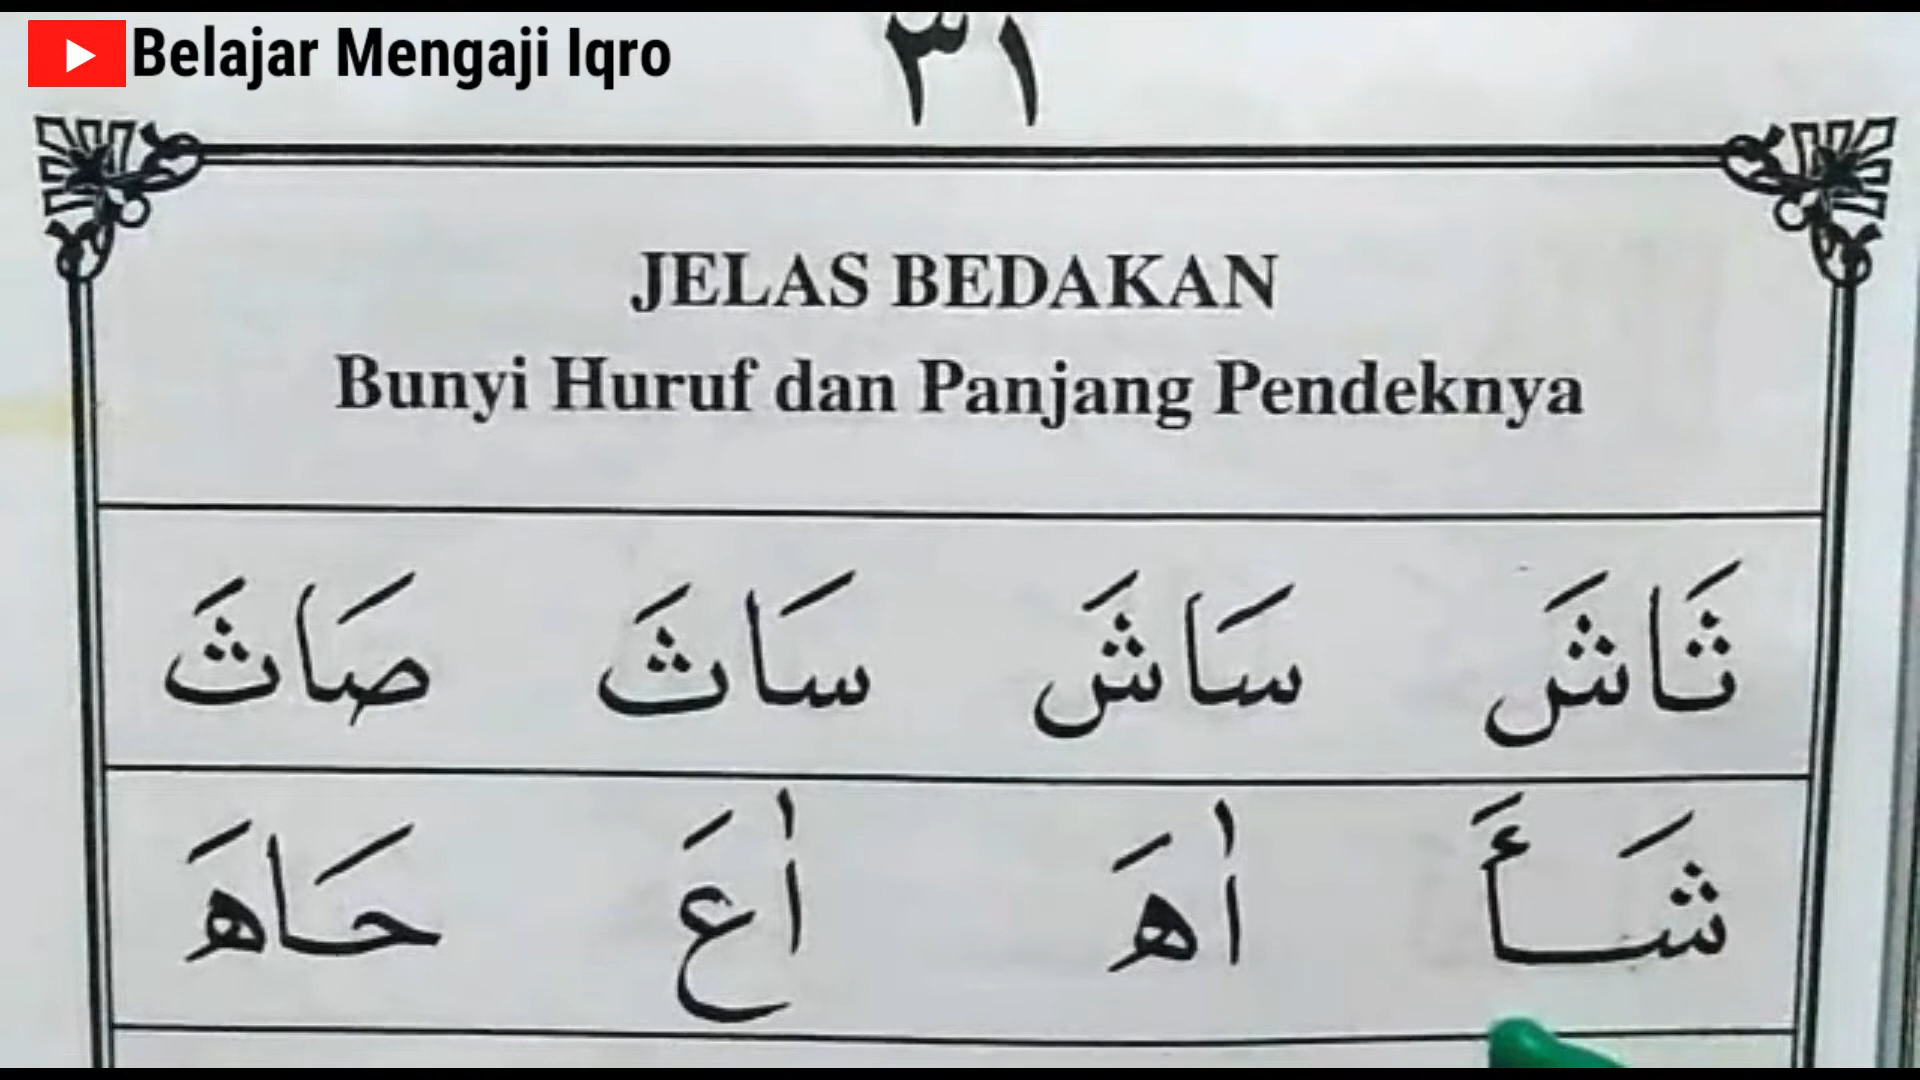 Belajar Mengaji Iqro
٣١
JELAS BEDAKAN
Bunyi Huruf dan Panjang Pendeknya
ثَاشَ سَاشَ سَاثَ صَاثَ
شَأَ اٰهَ اٰعَ حَاهَ